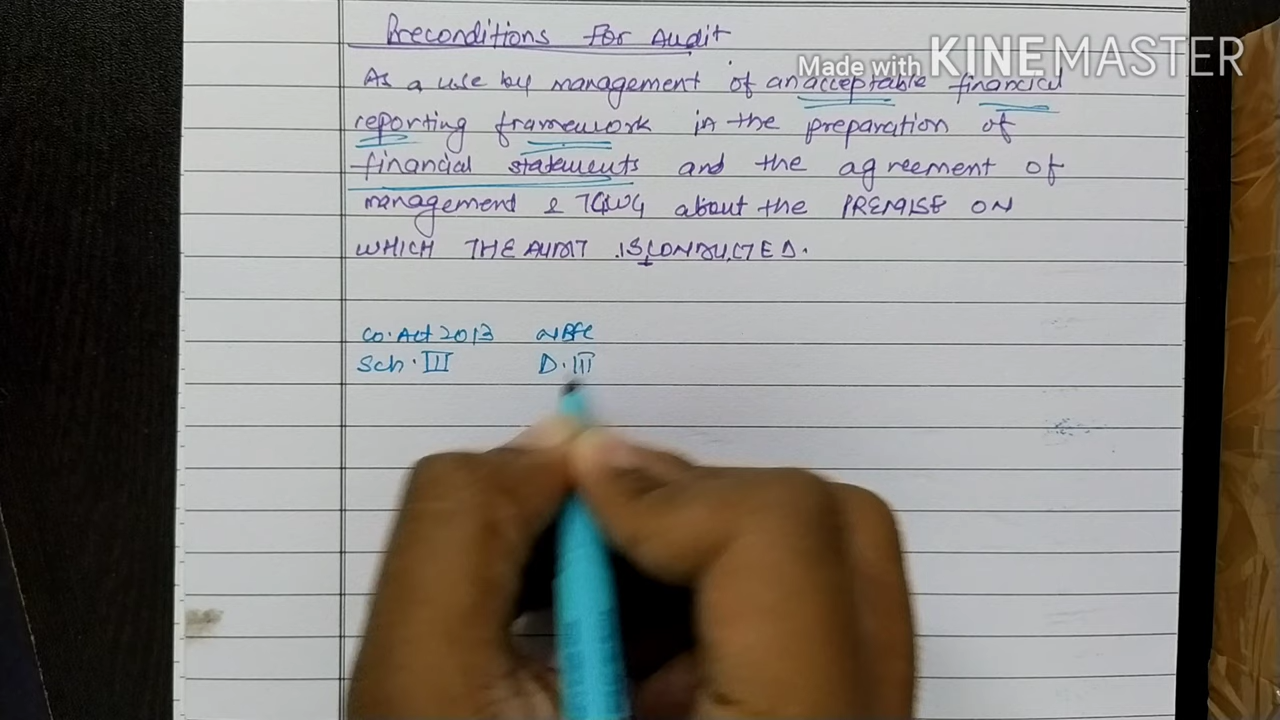 Preconditions For Audit
Made with KINEMASTER
As a use by management of an acceptable financial
reporting framework in the preparation of
financial statements and the agreement of
management & TCWG about the PREMISE ON
WHICH THE AUDIT IS CONDUCTED.
Co. Act 2013 NBFC
Sch. III D. III